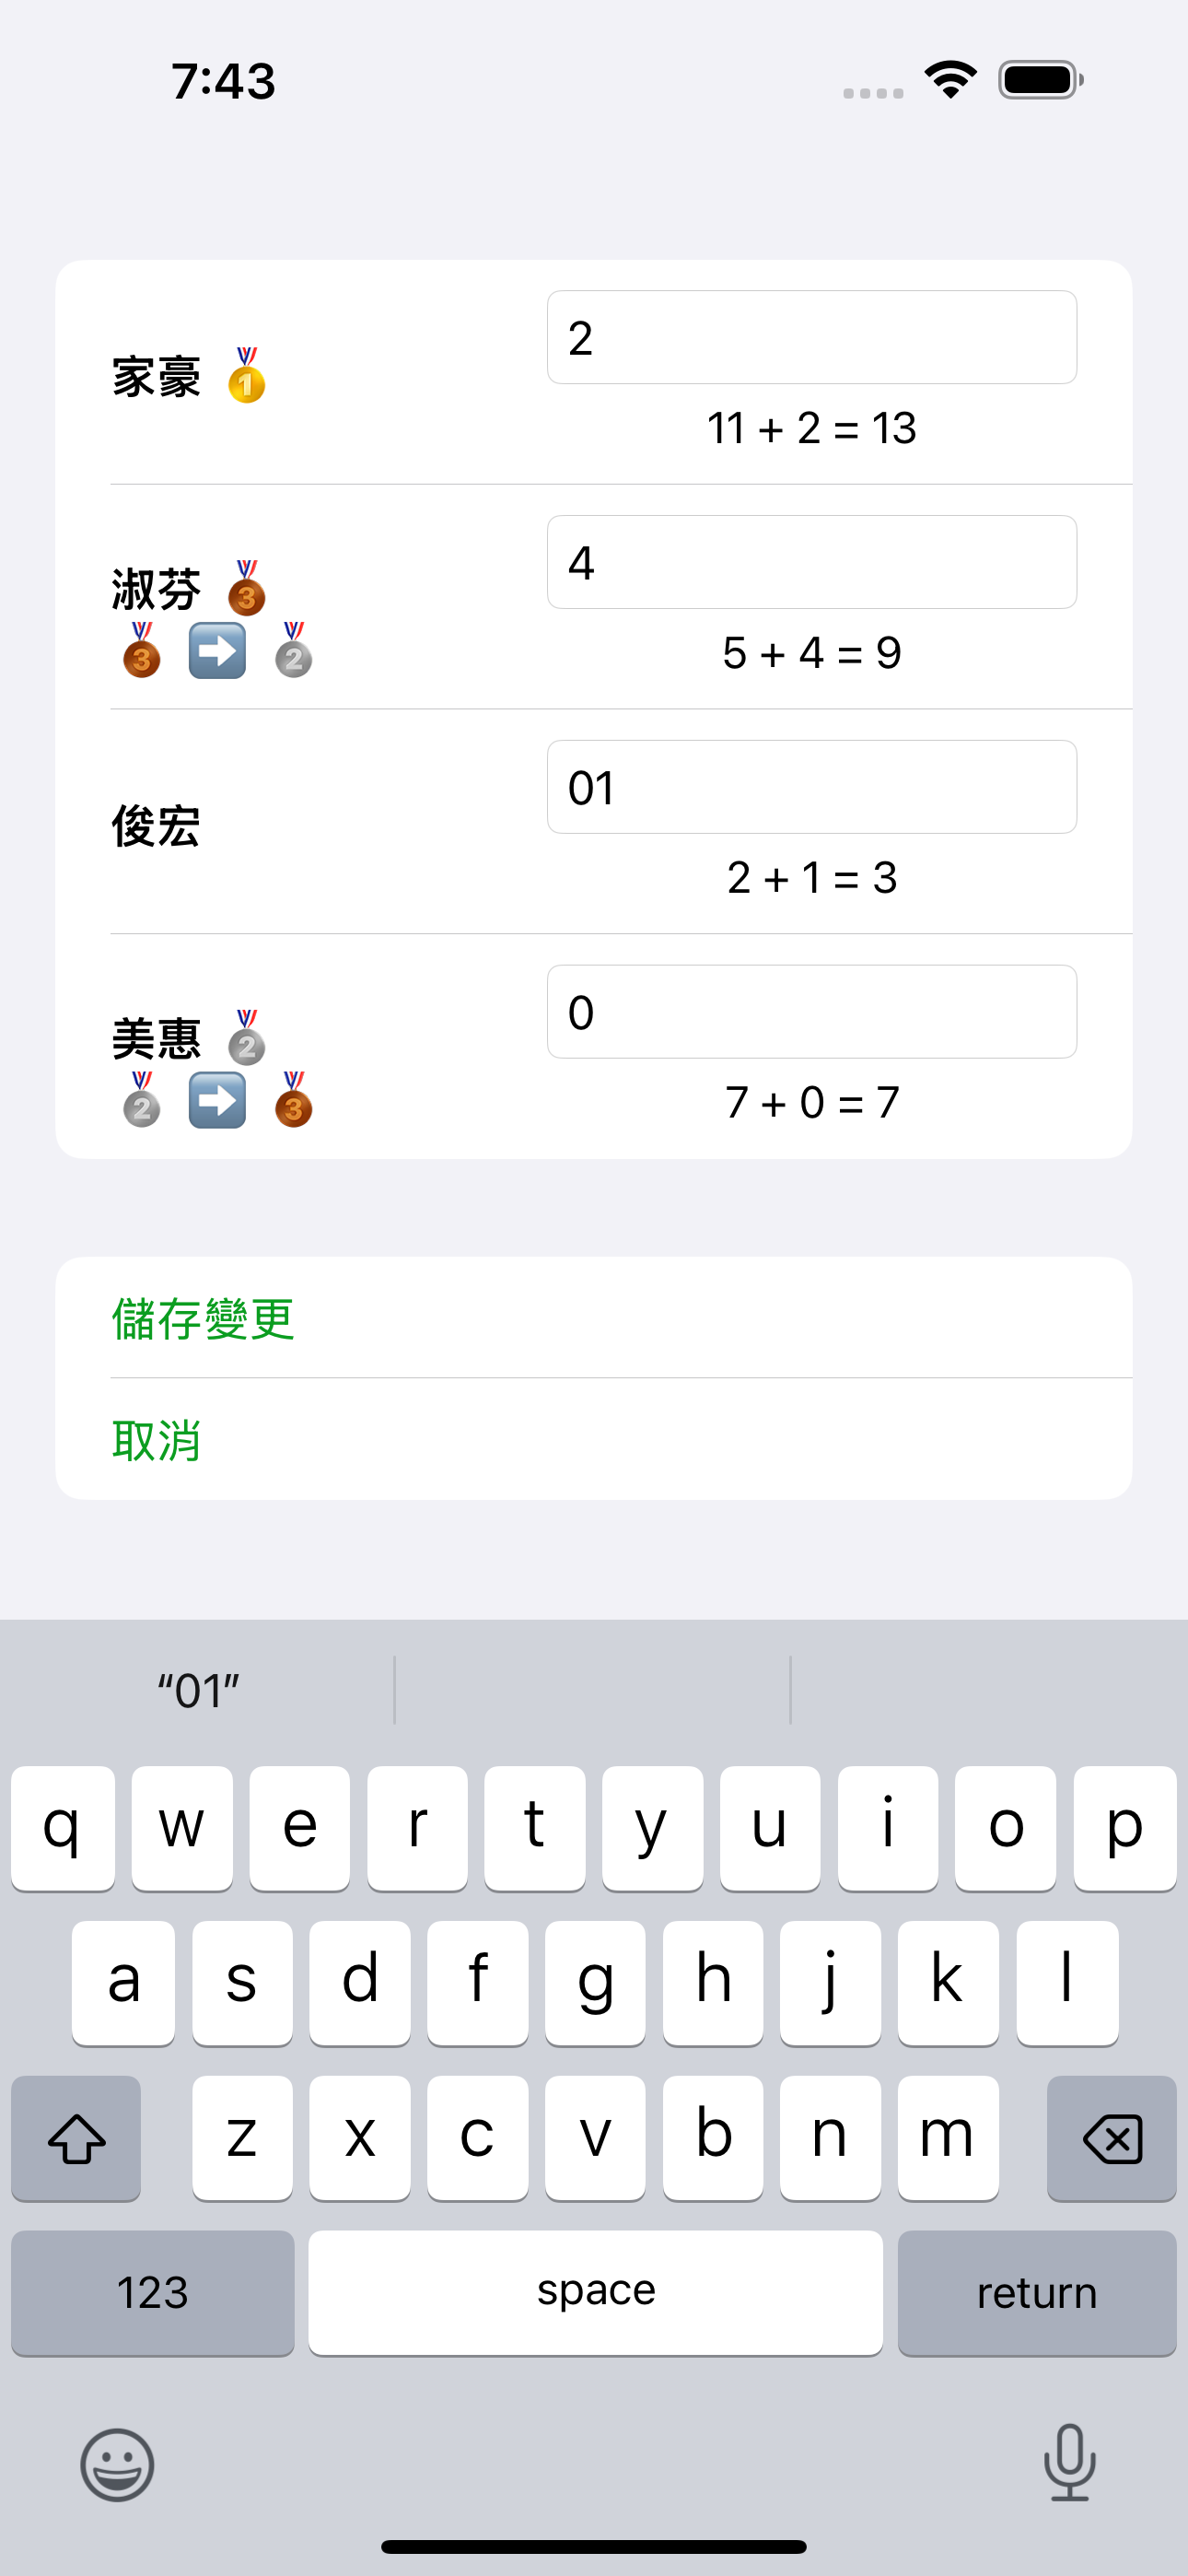 7:43
家豪 🥇
2
11 + 2 = 13
淑芬 🥉
🥉 ➡️ 🥈
4
5 + 4 = 9
俊宏
01
2 + 1 = 3
美惠 🥈
🥈 ➡️ 🥉
0
7 + 0 = 7
儲存變更
取消
“01”
q w e r t y u i o p
a s d f g h j k l
z x c v b n m
123 space return